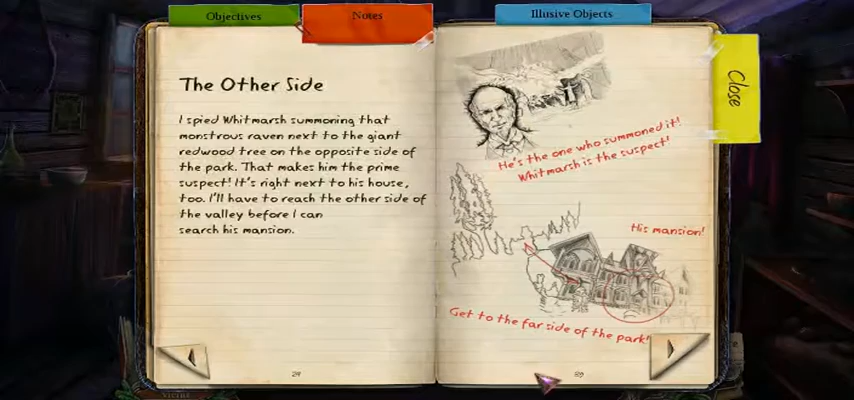 Objectives
Notes
Illusive Objects
Close
The Other Side
I spied Whitmarsh summoning that
monstrous raven next to the giant
redwood tree on the opposite side of
the park. That makes him the prime
suspect! It's right next to his house,
too. I'll have to reach the other side of
the valley before I can
search his mansion.
He's the one who summoned it!
Whitmarsh is the suspect!
His mansion!
Get to the far side of the park!